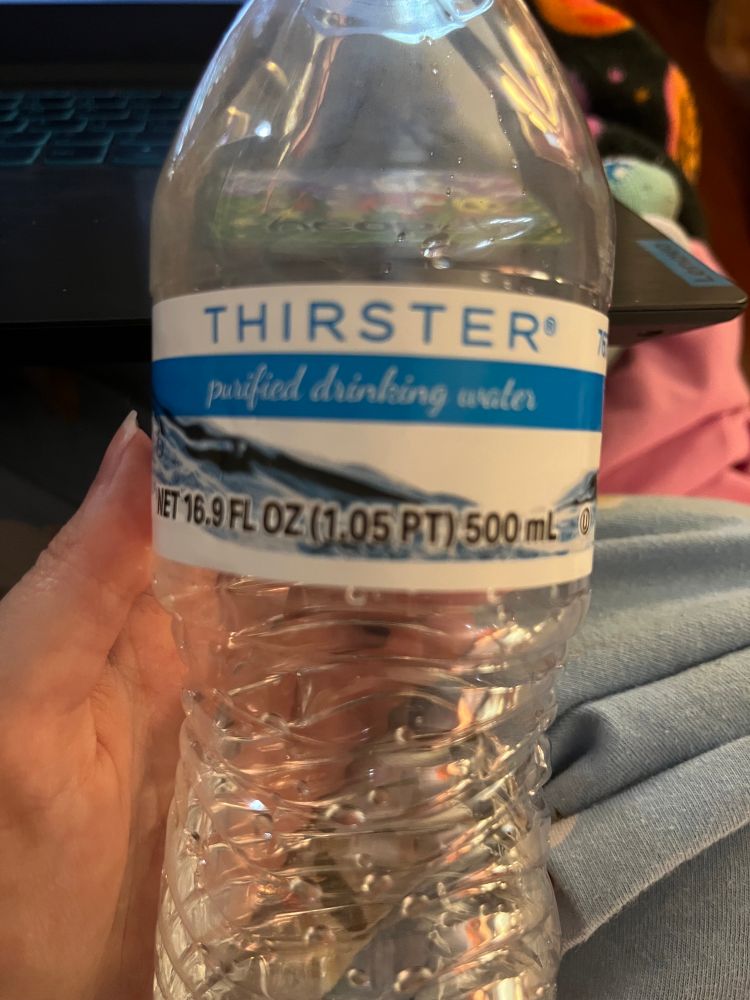 THIRSTER®
purified drinking water
NET 16.9 FL OZ (1.05 PT) 500 mL Ⓤ